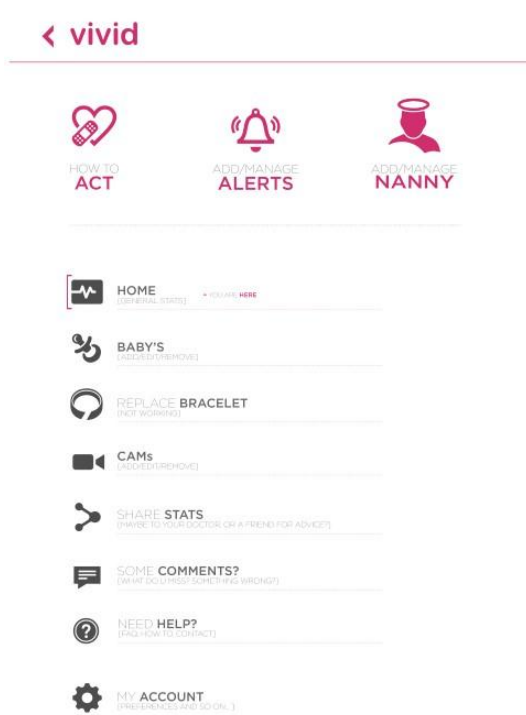 vivid
HOW TO
ACT
ADD/MANAGE
ALERTS
ADD/MANAGE
NANNY
HOME
[GENERAL STATS]
• YOU ARE HERE
BABY'S
[ADD/EDIT/REMOVE]
REPLACE BRACELET
[NOT WORKING]
CAMs
[ADD/EDIT/REMOVE]
SHARE STATS
[MAYBE TO YOUR DOCTOR, OR A FRIEND FOR ADVICE?]
SOME COMMENTS?
[WHAT DO U MISS? SOMETHING WRONG?]
NEED HELP?
[FAQ, HOW TO, CONTACT]
MY ACCOUNT
[PREFERENCES AND SO ON.. ]